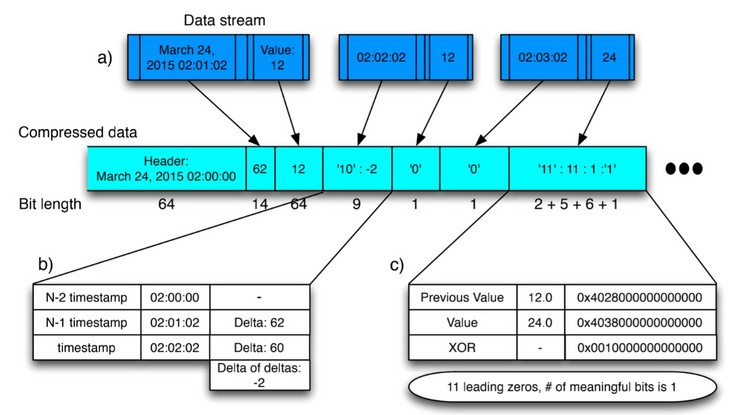 Data stream
a)
March 24,
2015 02:01:02
Value:
12
02:02:02
12
02:03:02
24
Compressed data
Header:
March 24, 2015 02:00:00
62
12
'10' : -2
'0'
'0'
'11' : 11 : 1 :'1'
Bit length
64
14
64
9
1
1
2 + 5 + 6 + 1
b)
N-2 timestamp 02:00:00 -
N-1 timestamp 02:01:02 Delta: 62
timestamp 02:02:02 Delta: 60
Delta of deltas:
-2
c)
Previous Value 12.0 0x4028000000000000
Value 24.0 0x4038000000000000
XOR - 0x0010000000000000
11 leading zeros, # of meaningful bits is 1